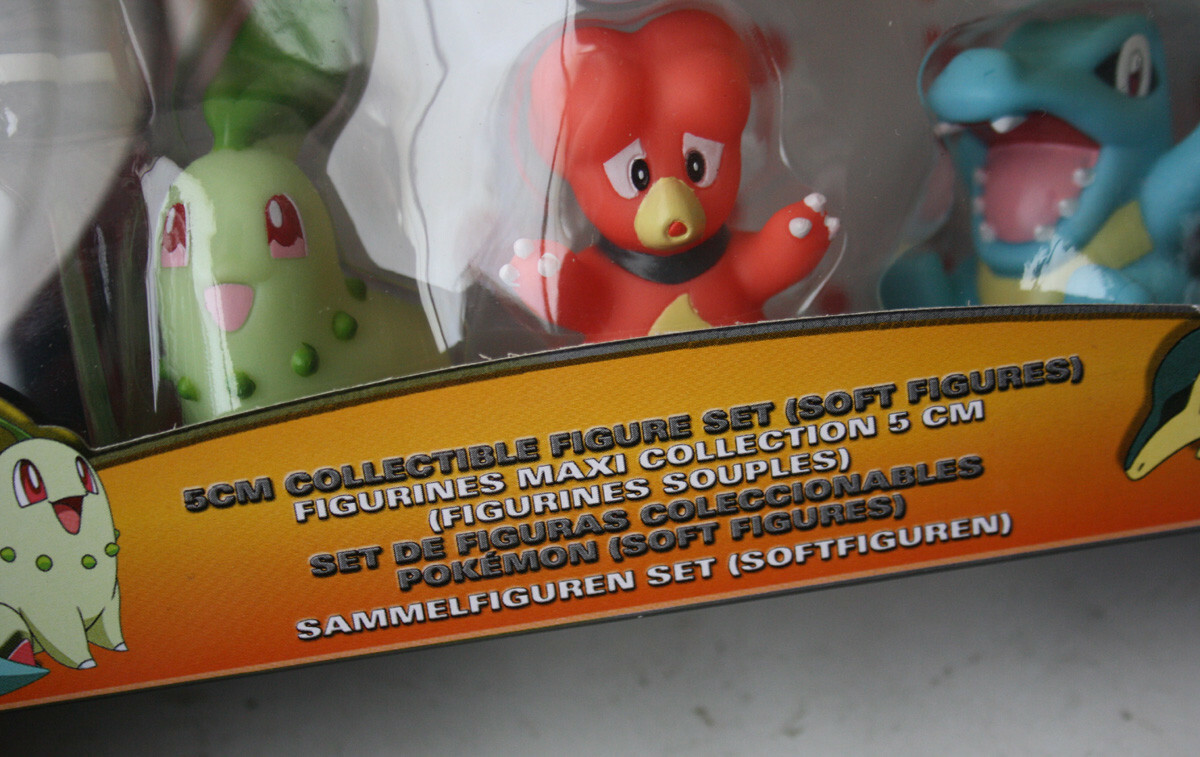 5CM COLLECTIBLE FIGURE SET (SOFT FIGURES)
FIGURINES MAXI COLLECTION 5 CM
(FIGURINES SOUPLES)
SET DE FIGURAS COLECCIONABLES
POKÉMON (SOFT FIGURES)
SAMMELFIGUREN SET (SOFTFIGUREN)